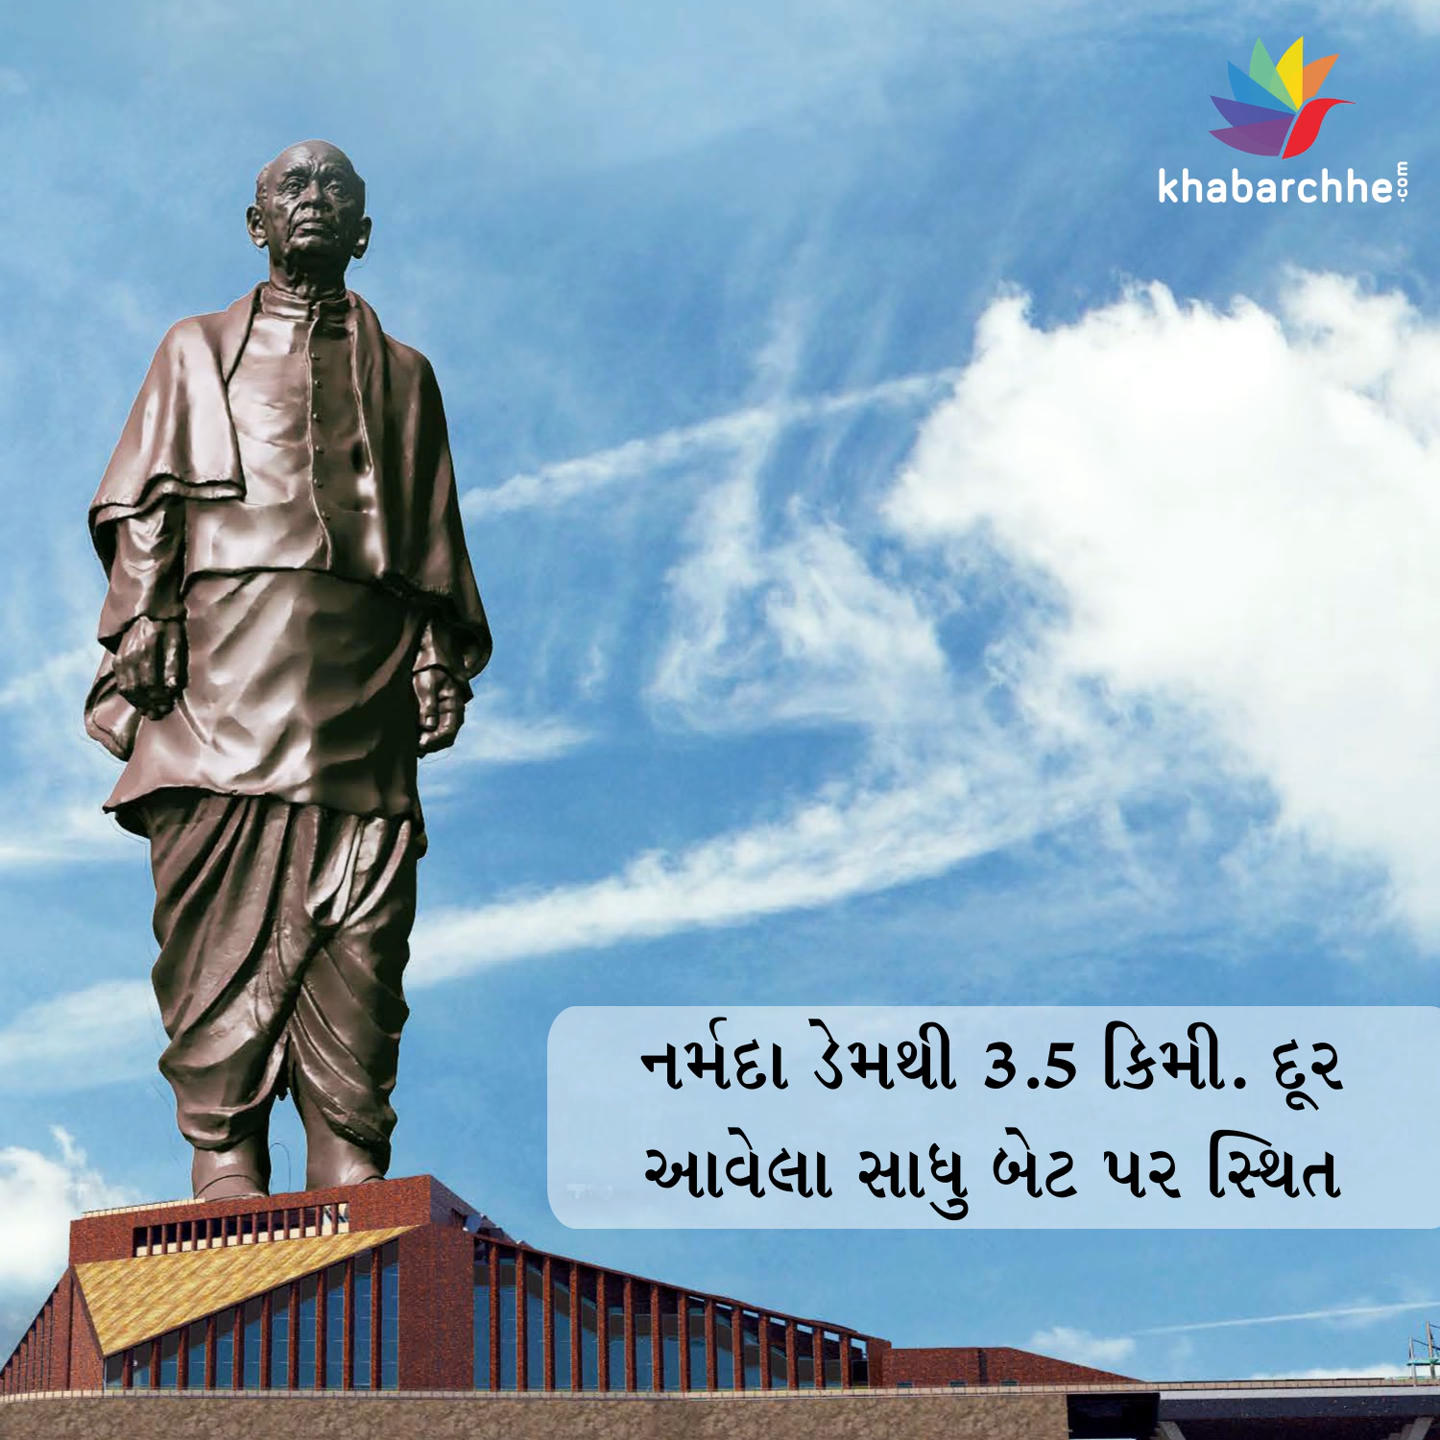 khabarchhe.com
નર્મદા ડેમથી 3.5 કિમી. દૂર
આવેલા સાધુ બેટ પર સ્થિત